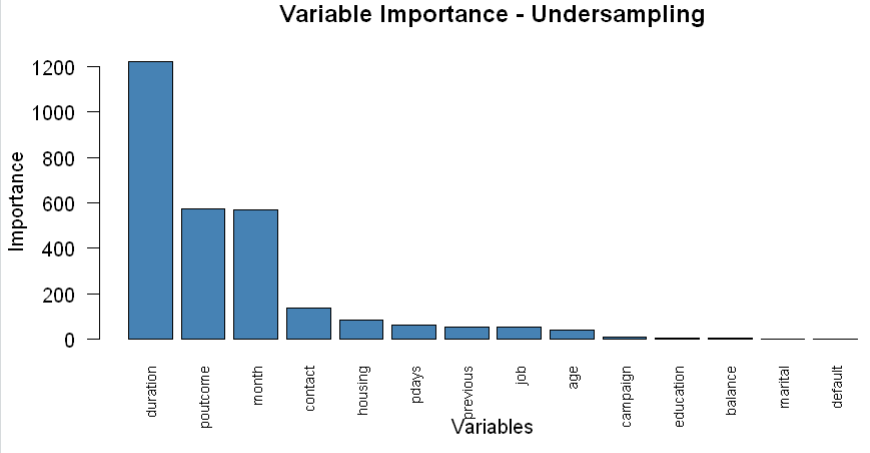 Variable Importance - Undersampling
Importance
1200
1000
800
600
400
200
0
duration
poutcome
month
contact
housing
pdays
previous
job
age
campaign
education
balance
marital
default
Variables